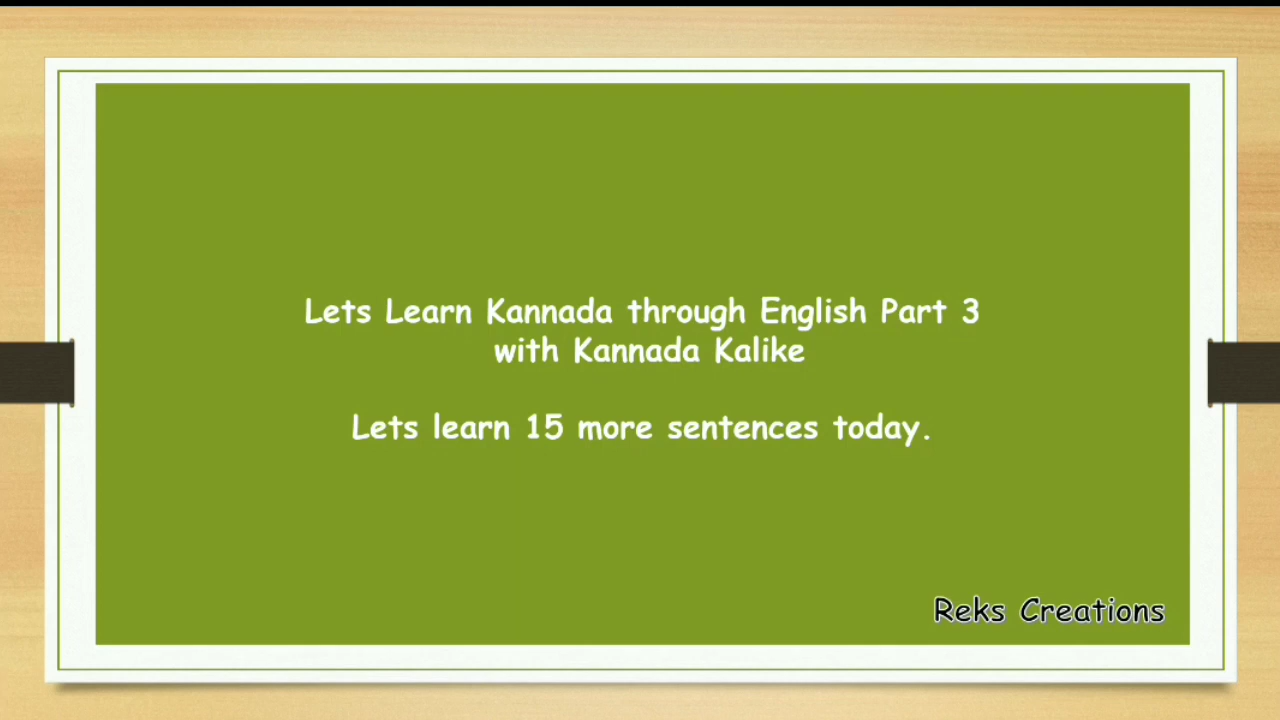 Lets Learn Kannada through English Part 3
with Kannada Kalike
Lets learn 15 more sentences today.
Reks Creations